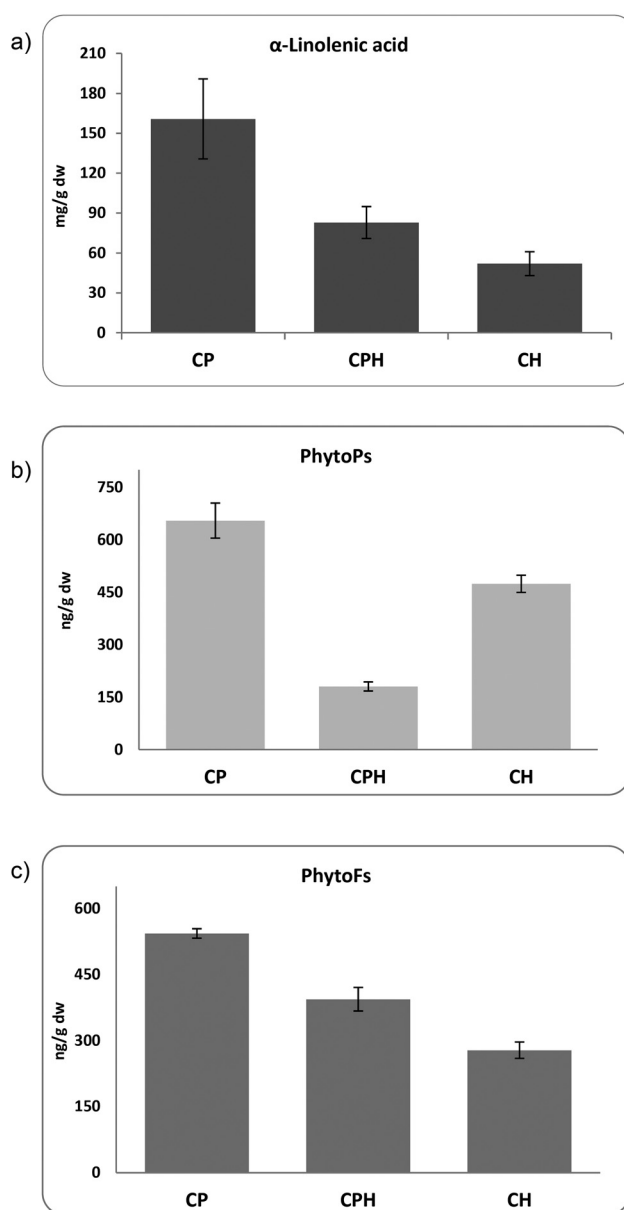 a)
α-Linolenic acid
mg/g dw
210
180
150
120
90
60
30
0
CP CPH CH
b)
PhytoPs
ng/g dw
750
600
450
300
150
0
CP CPH CH
c)
PhytoFs
ng/g dw
600
450
300
150
0
CP CPH CH